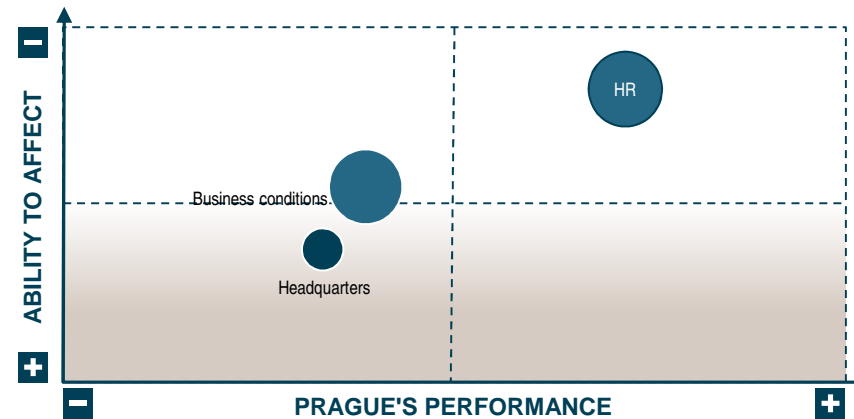 −
HR
ABILITY TO AFFECT
Business conditions
Headquarters
+
−
PRAGUE'S PERFORMANCE
+